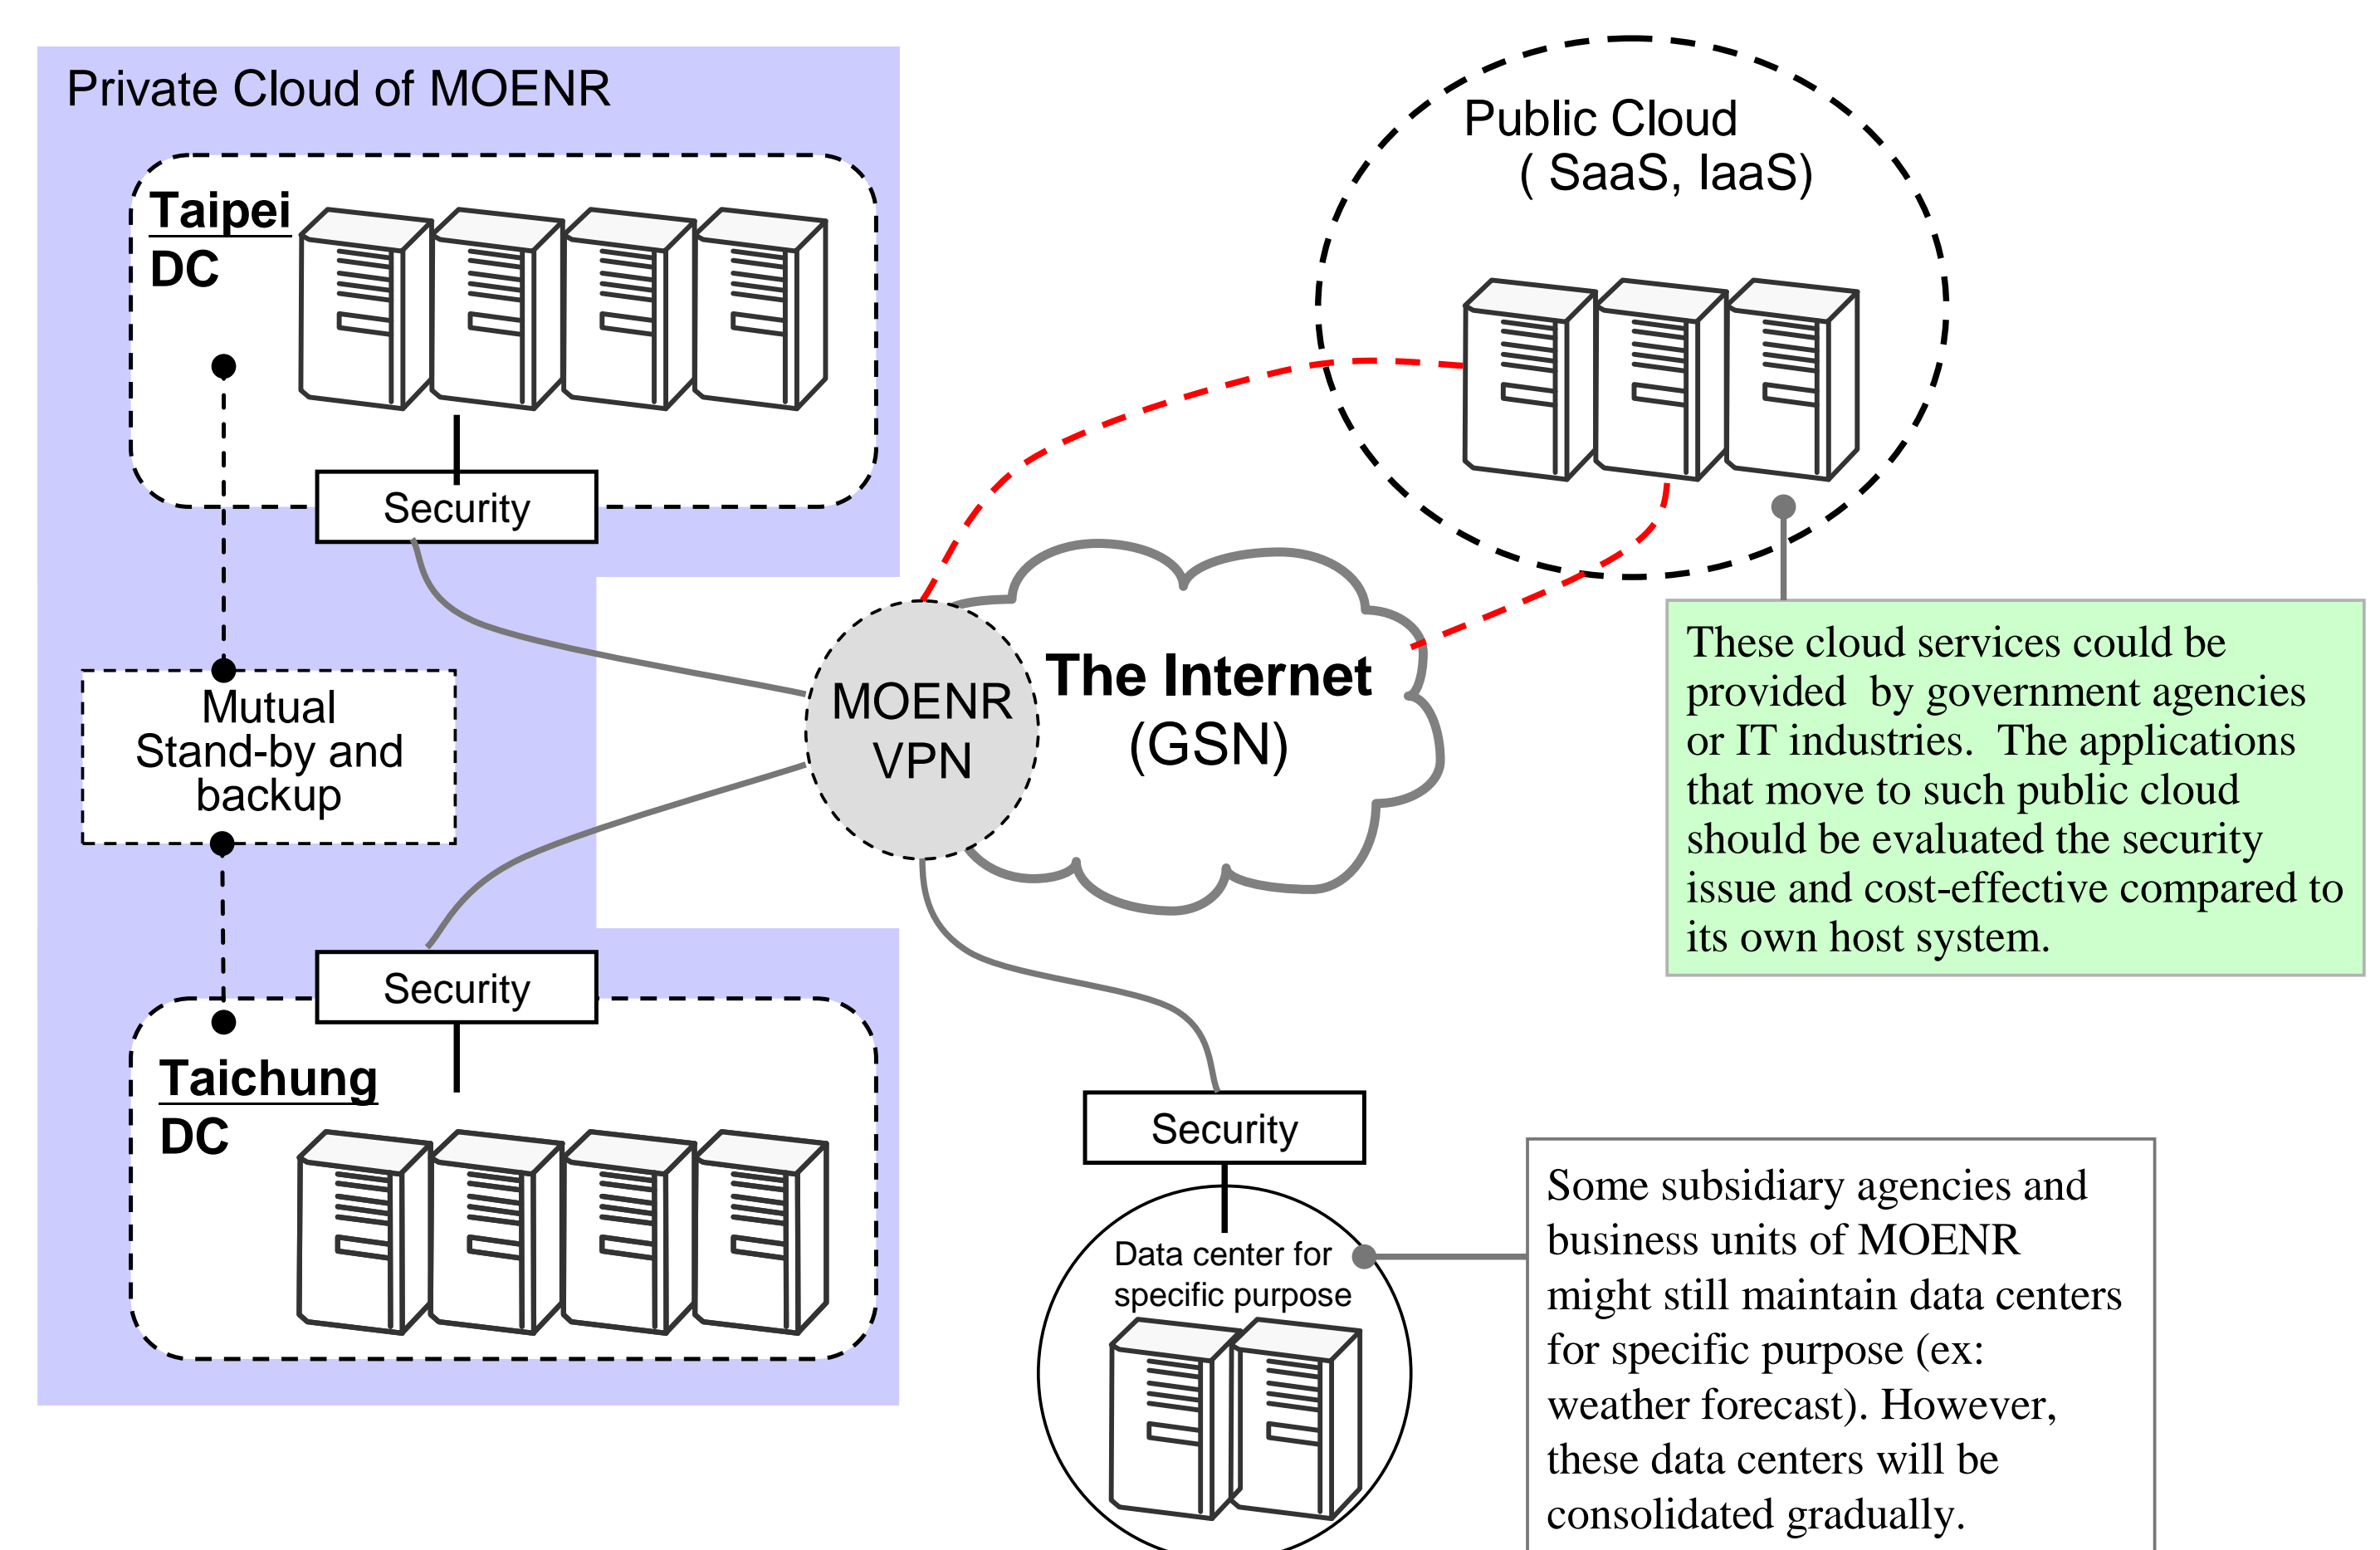 Private Cloud of MOENR
Taipei
DC
Security
Mutual
Stand-by and
backup
Security
Taichung
DC
Public Cloud
( SaaS, IaaS)
MOENR
VPN
The Internet
(GSN)
These cloud services could be
provided  by government agencies
or IT industries.  The applications
that move to such public cloud
should be evaluated the security
issue and cost-effective compared to
its own host system.
Security
Data center for
specific purpose
Some subsidiary agencies and
business units of MOENR
might still maintain data centers
for specific purpose (ex:
weather forecast). However,
these data centers will be
consolidated gradually.